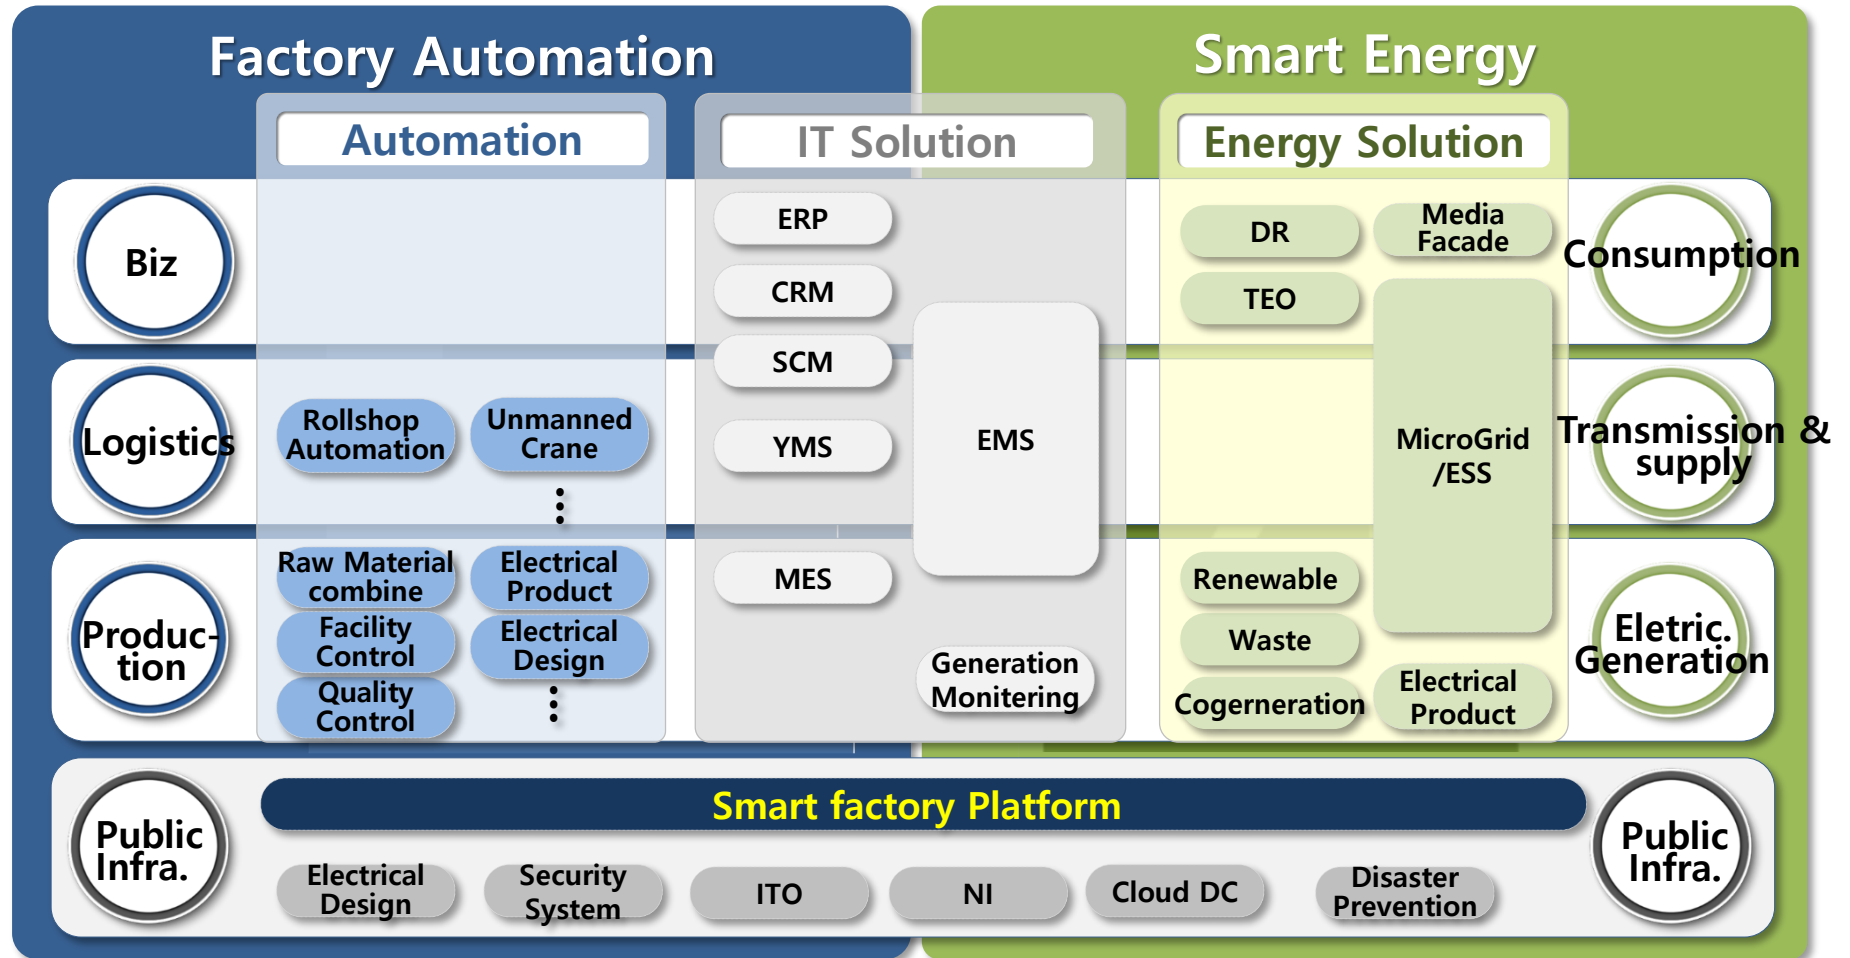 Factory Automation
Smart Energy
Automation
IT Solution
Energy Solution
Biz
ERP
CRM
DR
TEO
Media
Facade
Consumption
Logistics
Rollshop
Automation
Unmanned
Crane
SCM
YMS
EMS
MicroGrid
/ESS
Transmission &
supply
Produc-
tion
Raw Material
combine
Electrical
Product
Facility
Control
Electrical
Design
Quality
Control
MES
Generation
Monitering
Renewable
Waste
Cogerneration
Electrical
Product
Eletric.
Generation
Public
Infra.
Smart factory Platform
Electrical
Design
Security
System
ITO
NI
Cloud DC
Disaster
Prevention
Public
Infra.